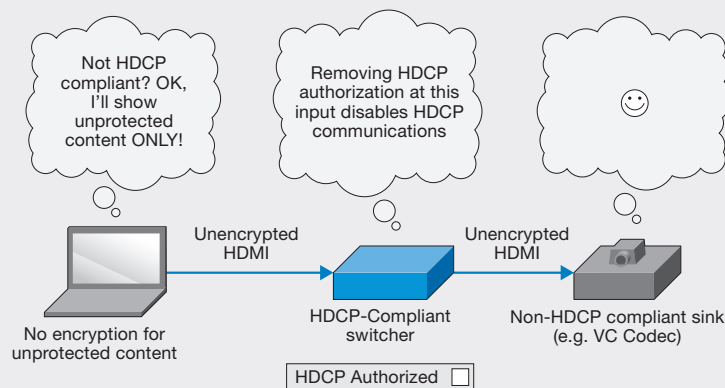 Not HDCP
compliant? OK,
I'll show
unprotected
content ONLY!
Removing HDCP
authorization at this
input disables HDCP
communications
Unencrypted
HDMI
Unencrypted
HDMI
No encryption for
unprotected content
HDCP-Compliant
switcher
Non-HDCP compliant sink
(e.g. VC Codec)
HDCP Authorized